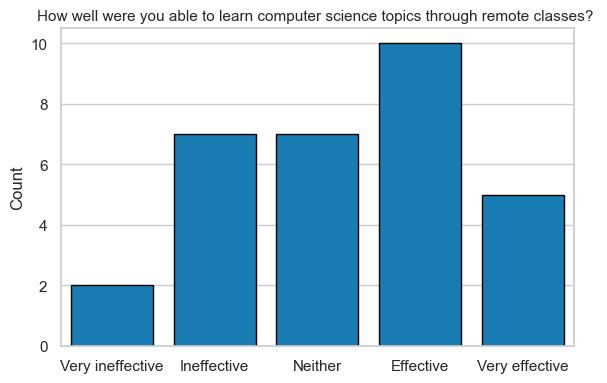 How well were you able to learn computer science topics through remote classes?
10
8
6
4
2
0
Count
Very ineffective Ineffective Neither Effective Very effective